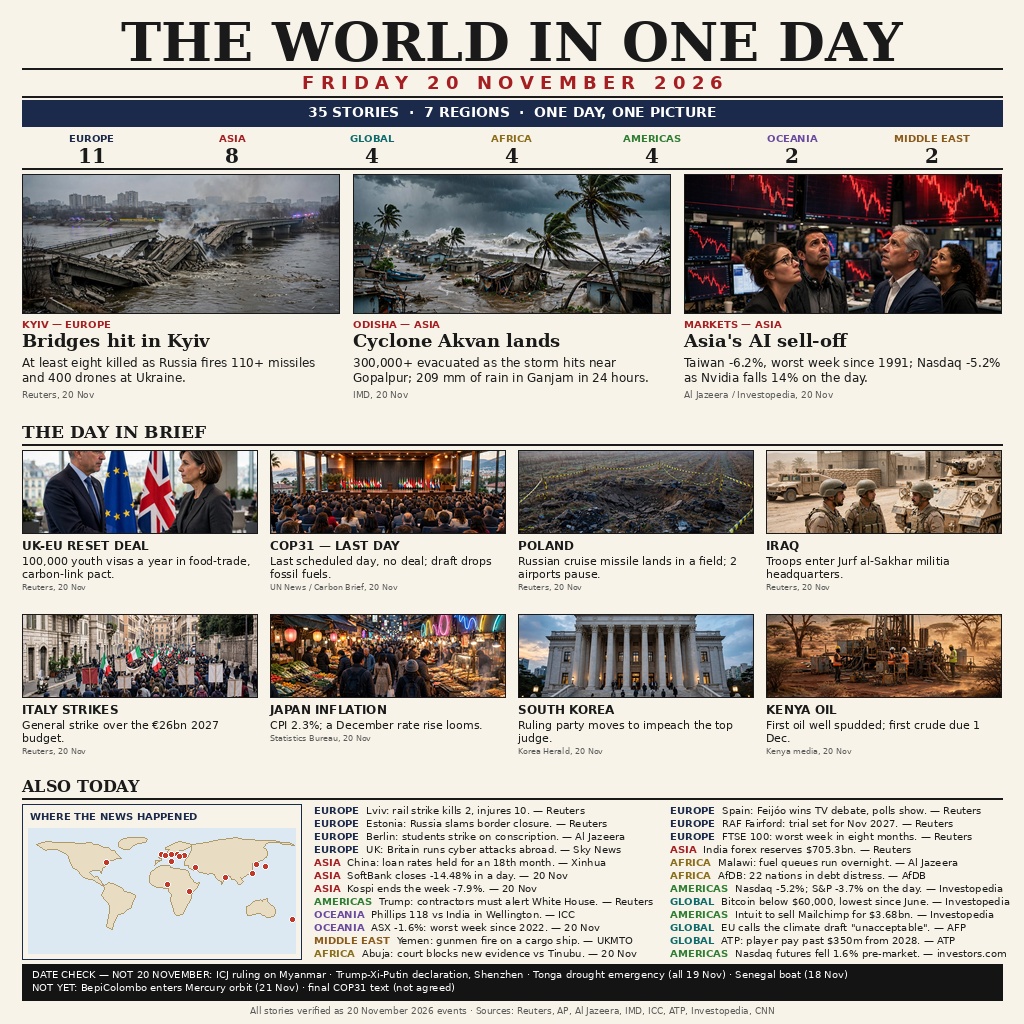 THE WORLD IN ONE DAY
FRIDAY 20 NOVEMBER 2026
35 STORIES · 7 REGIONS · ONE DAY, ONE PICTURE
EUROPE
11
ASIA
8
GLOBAL
4
AFRICA
4
AMERICAS
4
OCEANIA
2
MIDDLE EAST
2
KYIV — EUROPE
Bridges hit in Kyiv
At least eight killed as Russia fires 110+ missiles
and 400 drones at Ukraine.
Reuters, 20 Nov
ODISHA — ASIA
Cyclone Akvan lands
300,000+ evacuated as the storm hits near
Gopalpur; 209 mm of rain in Ganjam in 24 hours.
IMD, 20 Nov
MARKETS — ASIA
Asia's AI sell-off
Taiwan -6.2%, worst week since 1991; Nasdaq -5.2%
as Nvidia falls 14% on the day.
Al Jazeera / Investopedia, 20 Nov
THE DAY IN BRIEF
UK-EU RESET DEAL
100,000 youth visas a year in food-trade,
carbon-link pact.
Reuters, 20 Nov
COP31 — LAST DAY
Last scheduled day, no deal; draft drops
fossil fuels.
UN News / Carbon Brief, 20 Nov
POLAND
Russian cruise missile lands in a field; 2
airports pause.
Reuters, 20 Nov
IRAQ
Troops enter Jurf al-Sakhar militia
headquarters.
Reuters, 20 Nov
ITALY STRIKES
General strike over the €26bn 2027
budget.
Reuters, 20 Nov
JAPAN INFLATION
CPI 2.3%; a December rate rise looms.
Statistics Bureau, 20 Nov
SOUTH KOREA
Ruling party moves to impeach the top
judge.
Korea Herald, 20 Nov
KENYA OIL
First oil well spudded; first crude due 1
Dec.
Kenya media, 20 Nov
ALSO TODAY
WHERE THE NEWS HAPPENED
EUROPE Lviv: rail strike kills 2, injures 10. — Reuters
EUROPE Estonia: Russia slams border closure. — Reuters
EUROPE Berlin: students strike on conscription. — Al Jazeera
EUROPE UK: Britain runs cyber attacks abroad. — Sky News
ASIA China: loan rates held for an 18th month. — Xinhua
ASIA SoftBank closes -14.48% in a day. — 20 Nov
ASIA Kospi ends the week -7.9%. — 20 Nov
AMERICAS Trump: contractors must alert White House. — Reuters
OCEANIA Phillips 118 vs India in Wellington. — ICC
OCEANIA ASX -1.6%: worst week since 2022. — 20 Nov
MIDDLE EAST Yemen: gunmen fire on a cargo ship. — UKMTO
AFRICA Abuja: court blocks new evidence vs Tinubu. — 20 Nov
EUROPE Spain: Feijóo wins TV debate, polls show. — Reuters
EUROPE RAF Fairford: trial set for Nov 2027. — Reuters
EUROPE FTSE 100: worst week in eight months. — Reuters
ASIA India forex reserves $705.3bn. — Reuters
AFRICA Malawi: fuel queues run overnight. — Al Jazeera
AFRICA AfDB: 22 nations in debt distress. — AfDB
AMERICAS Nasdaq -5.2%; S&P -3.7% on the day. — Investopedia
GLOBAL Bitcoin below $60,000, lowest since June. — Investopedia
AMERICAS Intuit to sell Mailchimp for $3.68bn. — Investopedia
GLOBAL EU calls the climate draft "unacceptable". — AFP
GLOBAL ATP: player pay past $350m from 2028. — ATP
AMERICAS Nasdaq futures fell 1.6% pre-market. — investors.com
DATE CHECK — NOT 20 NOVEMBER: ICJ ruling on Myanmar · Trump-Xi-Putin declaration, Shenzhen · Tonga drought emergency (all 19 Nov) · Senegal boat (18 Nov)
NOT YET: BepiColombo enters Mercury orbit (21 Nov) · final COP31 text (not agreed)
All stories verified as 20 November 2026 events · Sources: Reuters, AP, Al Jazeera, IMD, ICC, ATP, Investopedia, CNN